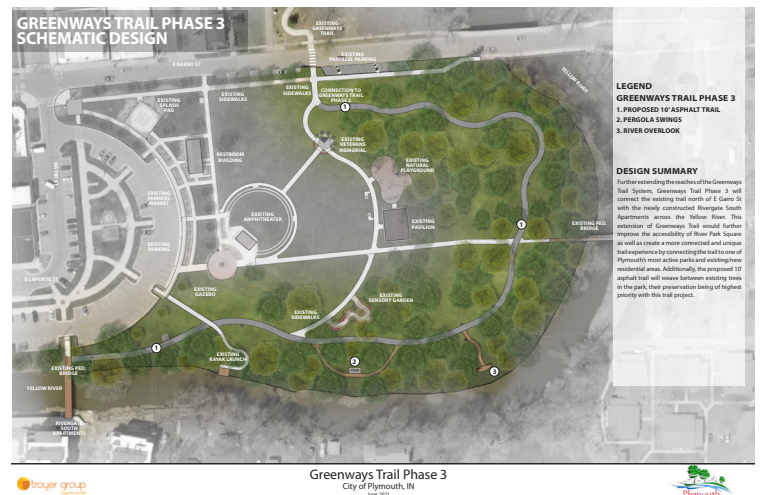 GREENWAYS TRAIL PHASE 3
SCHEMATIC DESIGN
EXISTING
GREENWAYS
TRAIL
EXISTING
PARALLEL PARKING
E GARRO ST
YELLOW RIVER
EXISTING
SIDEWALKS
EXISTING
SIDEWALKS
CONNECTION TO
GREENWAYS TRAIL
PHASE 2
1
EXISTING
SPLASH
PAD
EXISTING
VETERANS
MEMORIAL
RESTROOM
BUILDING
EXISTING
NATURAL
PLAYGROUND
EXISTING
FARMERS
MARKET
EXISTING
AMPHITHEATER
EXISTING
PAVILION
1
EXISTING PED.
BRIDGE
EXISTING
PARKING
E LAPORTE ST
EXISTING
GAZEBO
EXISTING
SENSORY GARDEN
EXISTING
SIDEWALKS
1
EXISTING
KAYAK LAUNCH
2
3
EXISTING PED.
BRIDGE
YELLOW RIVER
RIVERGATE
SOUTH
APARTMENTS
LEGEND
GREENWAYS TRAIL PHASE 3
1. PROPOSED 10' ASPHALT TRAIL
2. PERGOLA SWINGS
3. RIVER OVERLOOK
DESIGN SUMMARY
Further extending the reaches of the Greenways
Trail System, Greenways Trail Phase 3 will
connect the existing trail north of E Garro St
with the newly constructed Rivergate South
Apartments across the Yellow River. This
extension of Greenways Trail would further
improve the accessibility of River Park Square
as well as create a more connected and unique
trail experience by connecting the trail to one of
Plymouth's most active parks and existing/new
residential areas. Additionally, the proposed 10'
asphalt trail will weave between existing trees
in the park, their preservation being of highest
priority with this trail project.
troyer group
Greenways Trail Phase 3
City of Plymouth, IN
June 2021
Plymouth